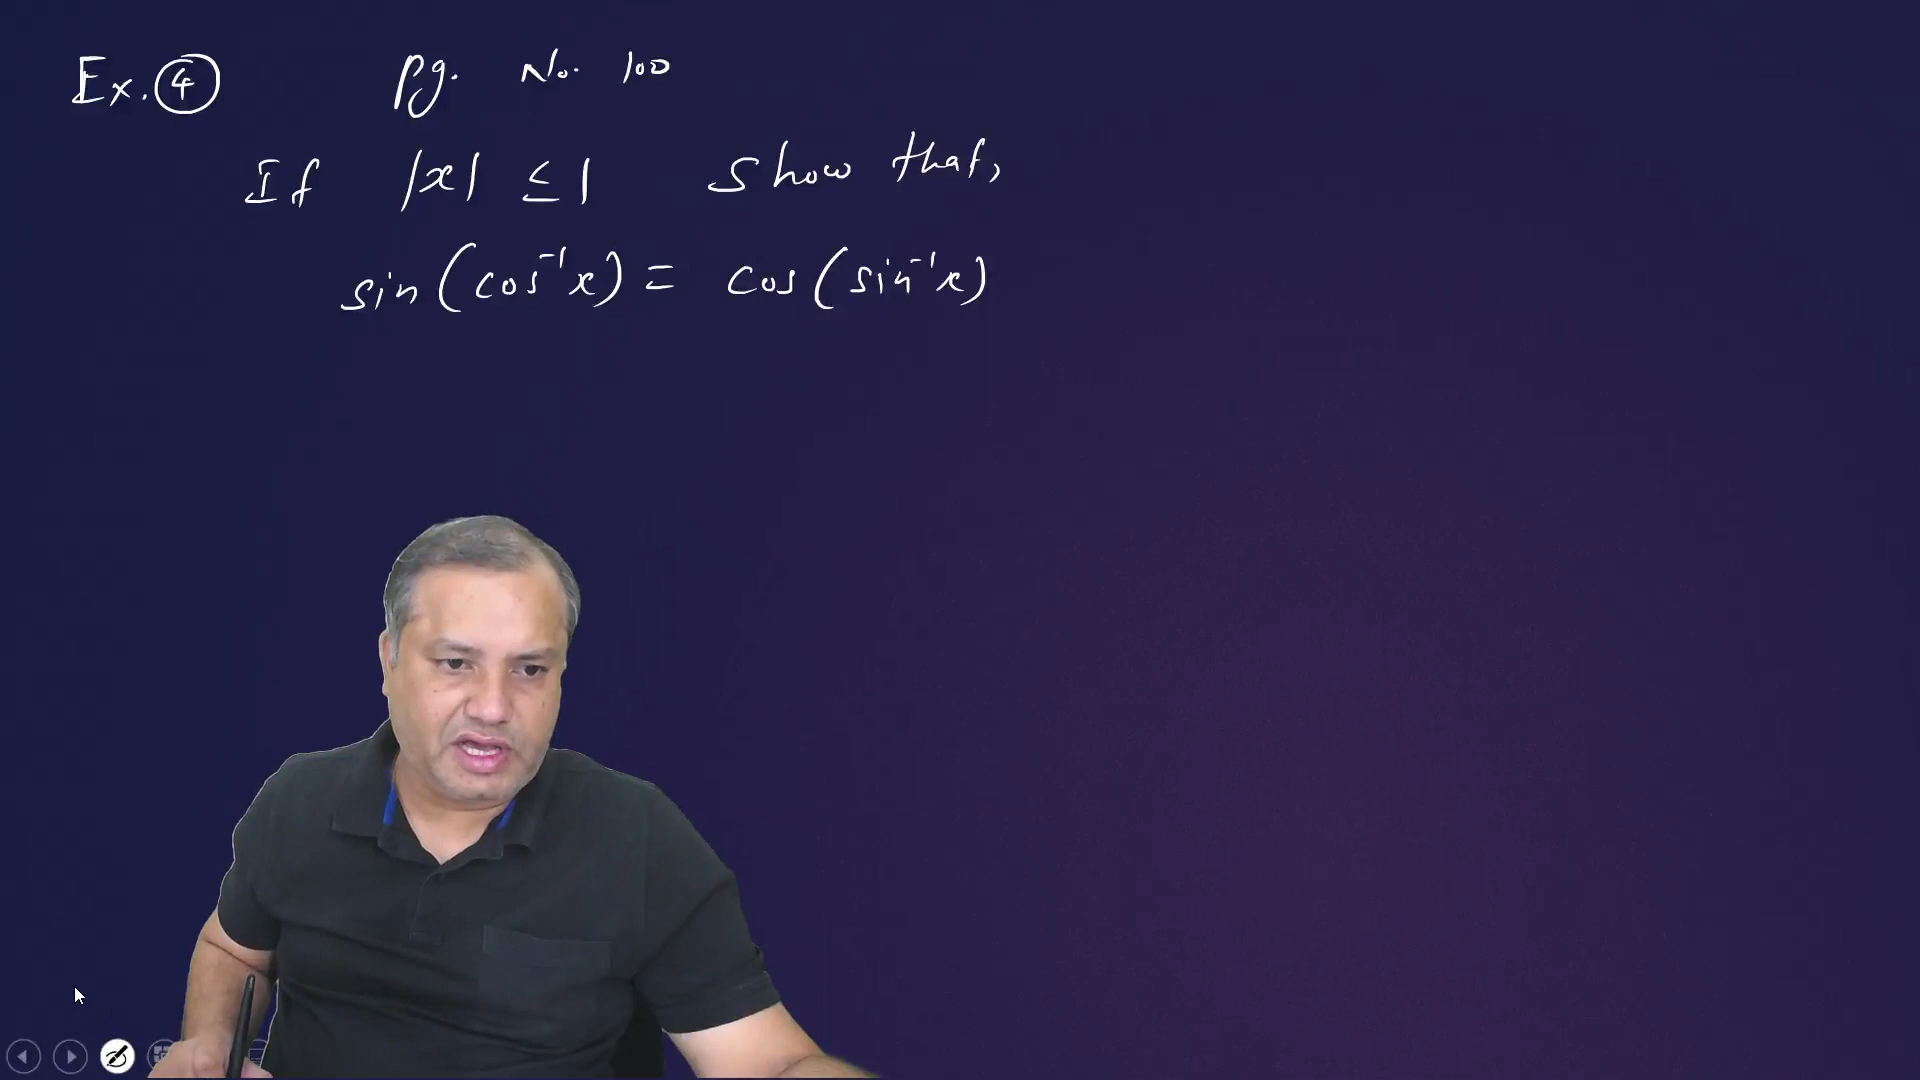 Ex. ④ Pg. No. 100
If |x| ≤ 1 show that,
sin(cos⁻¹x) = cos(sin⁻¹x)